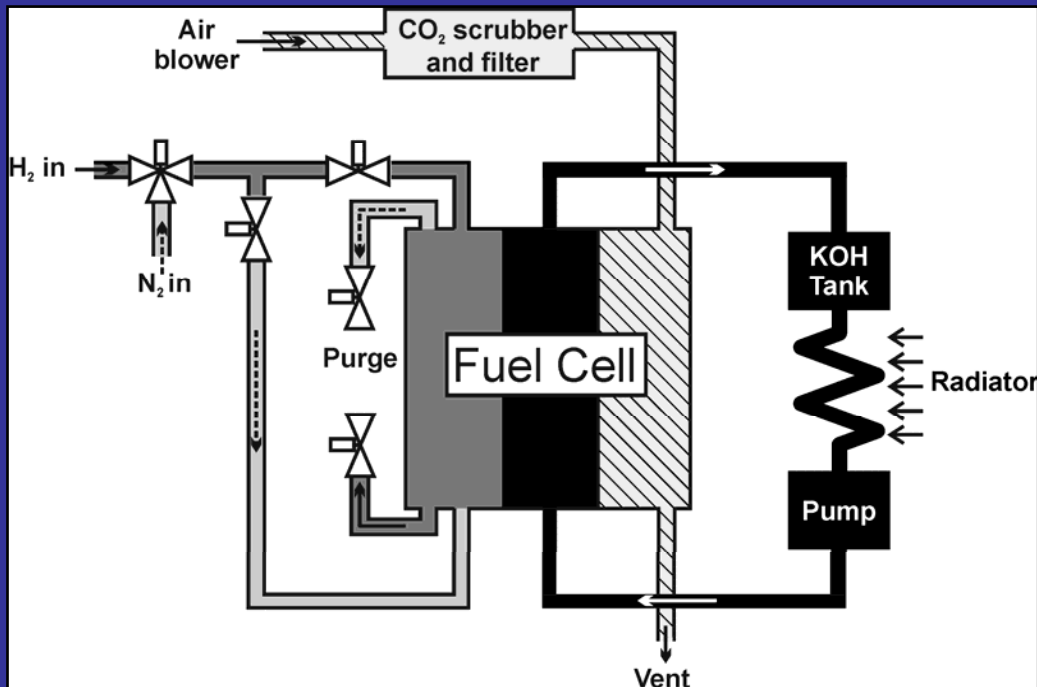 Air
blower
CO₂ scrubber
and filter
H₂ in
N₂ in
KOH
Tank
Purge
Fuel Cell
Radiator
Pump
Vent